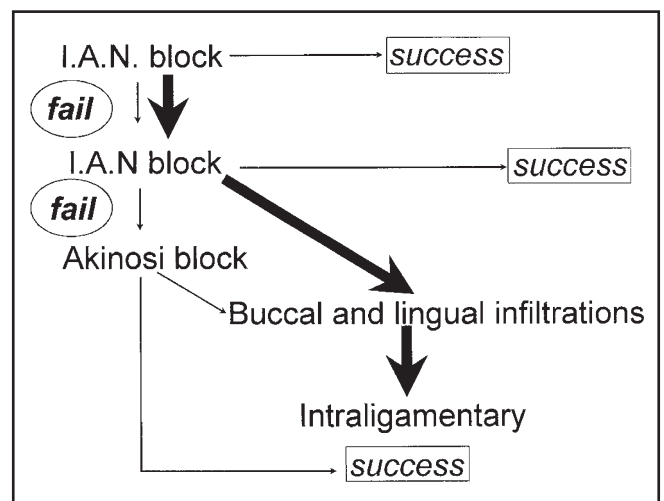 I.A.N. block
success
fail
I.A.N block
success
fail
Akinosi block
Buccal and lingual infiltrations
Intraligamentary
success